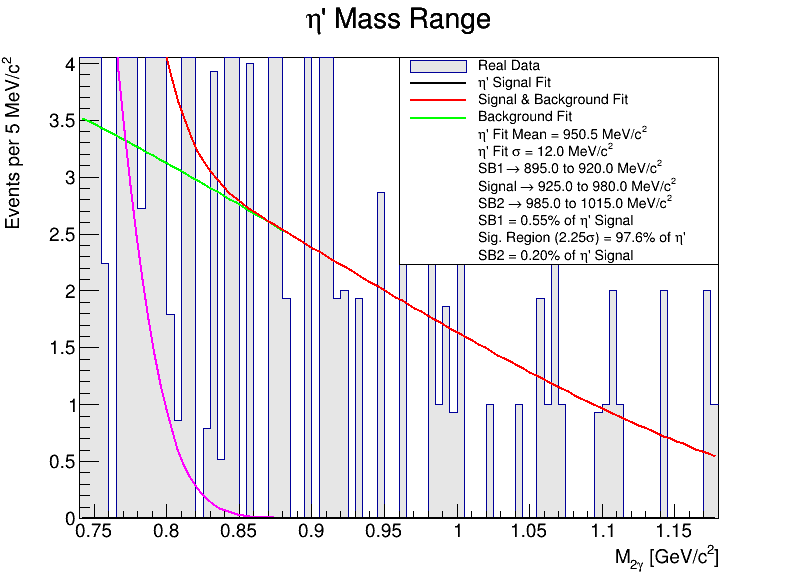 η' Mass Range
Events per 5 MeV/c²
4
3.5
3
2.5
2
1.5
1
0.5
0
Real Data
η' Signal Fit
Signal & Background Fit
Background Fit
η' Fit Mean = 950.5 MeV/c²
η' Fit σ = 12.0 MeV/c²
SB1 → 895.0 to 920.0 MeV/c²
Signal → 925.0 to 980.0 MeV/c²
SB2 → 985.0 to 1015.0 MeV/c²
SB1 = 0.55% of η' Signal
Sig. Region (2.25σ) = 97.6% of η'
SB2 = 0.20% of η' Signal
0.75 0.8 0.85 0.9 0.95 1 1.05 1.1 1.15
M₂γ [GeV/c²]